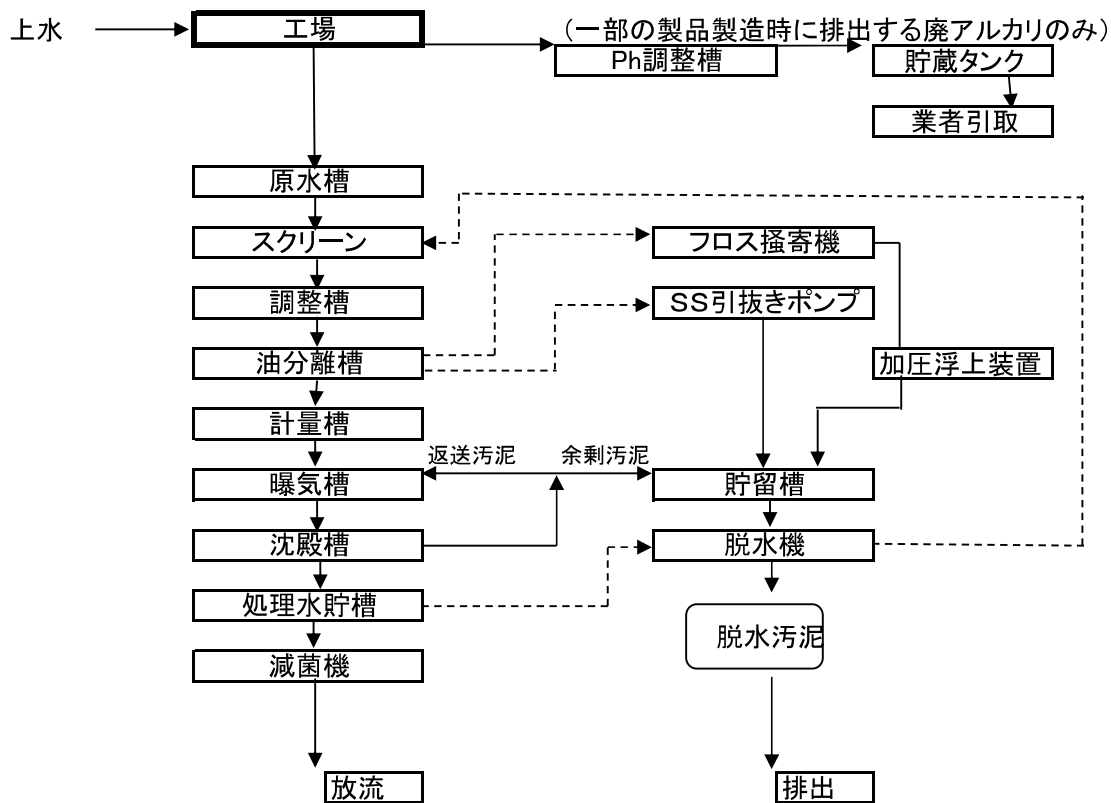 上水
工場
（一部の製品製造時に排出する廃アルカリのみ）
Ph調整槽
貯蔵タンク
業者引取
原水槽
スクリーン
フロス掻寄機
調整槽
SS引抜きポンプ
油分離槽
加圧浮上装置
計量槽
返送汚泥
余剰汚泥
曝気槽
貯留槽
沈殿槽
脱水機
処理水貯槽
脱水汚泥
減菌機
放流
排出